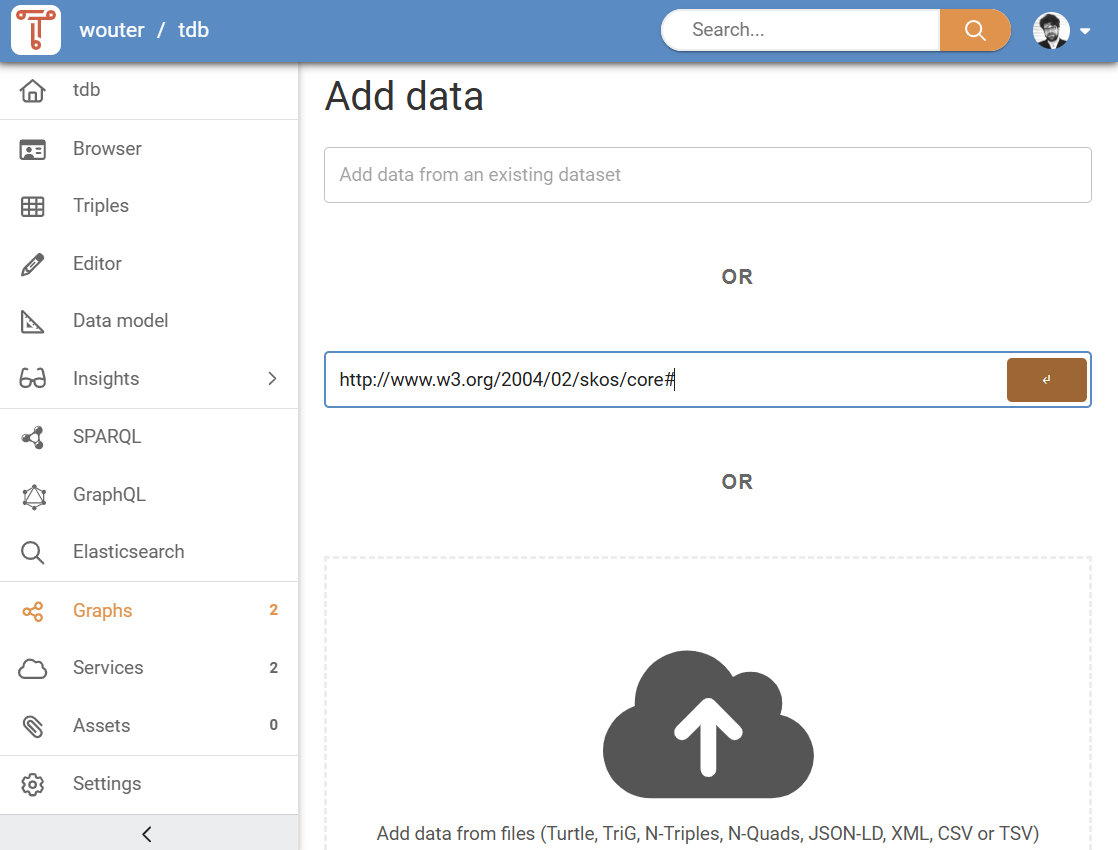 wouter / tdb
Search...
tdb
Browser
Triples
Editor
Data model
Insights
SPARQL
GraphQL
Elasticsearch
Graphs 2
Services 2
Assets 0
Settings
Add data
Add data from an existing dataset
OR
http://www.w3.org/2004/02/skos/core#
OR
Add data from files (Turtle, TriG, N-Triples, N-Quads, JSON-LD, XML, CSV or TSV)